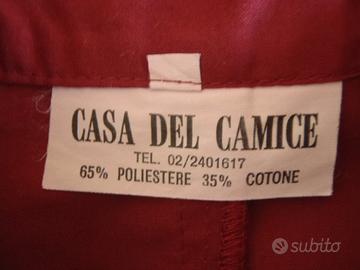 CASA DEL CAMICE
TEL. 02/2401617
65% POLIESTERE 35% COTONE
subito